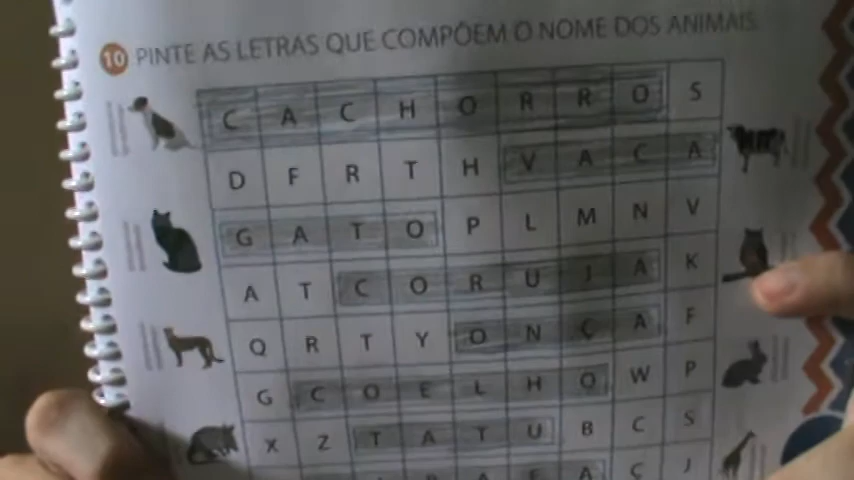 10 PINTE AS LETRAS QUE COMPÕEM O NOME DOS ANIMAIS.
C A C H O R R O S
D F R T H V A C A
G A T O P L M N V
A T C O R U J A K
Q R T Y O N Ç A F
G C O E L H O W P
X Z T A T U B C S
R A F A Ç J